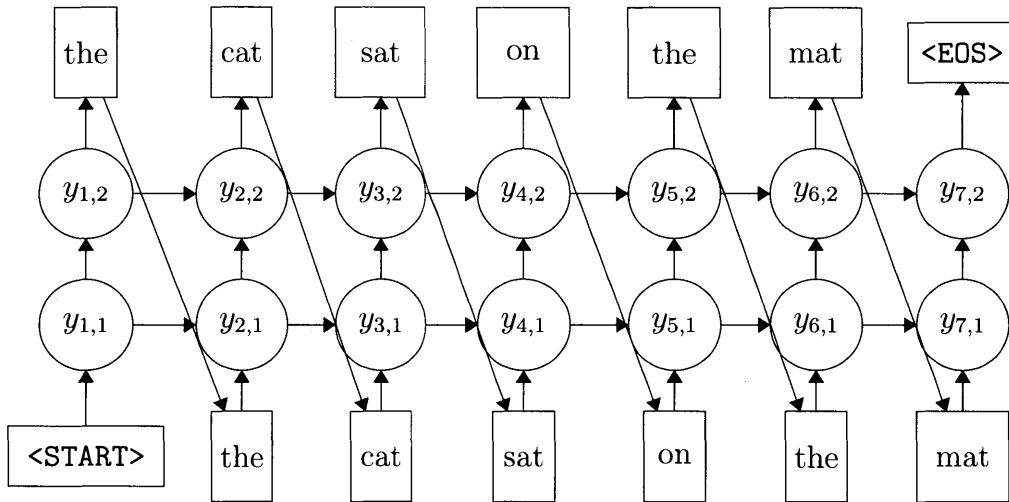 the cat sat on the mat <EOS>
y1,2 y2,2 y3,2 y4,2 y5,2 y6,2 y7,2
y1,1 y2,1 y3,1 y4,1 y5,1 y6,1 y7,1
<START> the cat sat on the mat